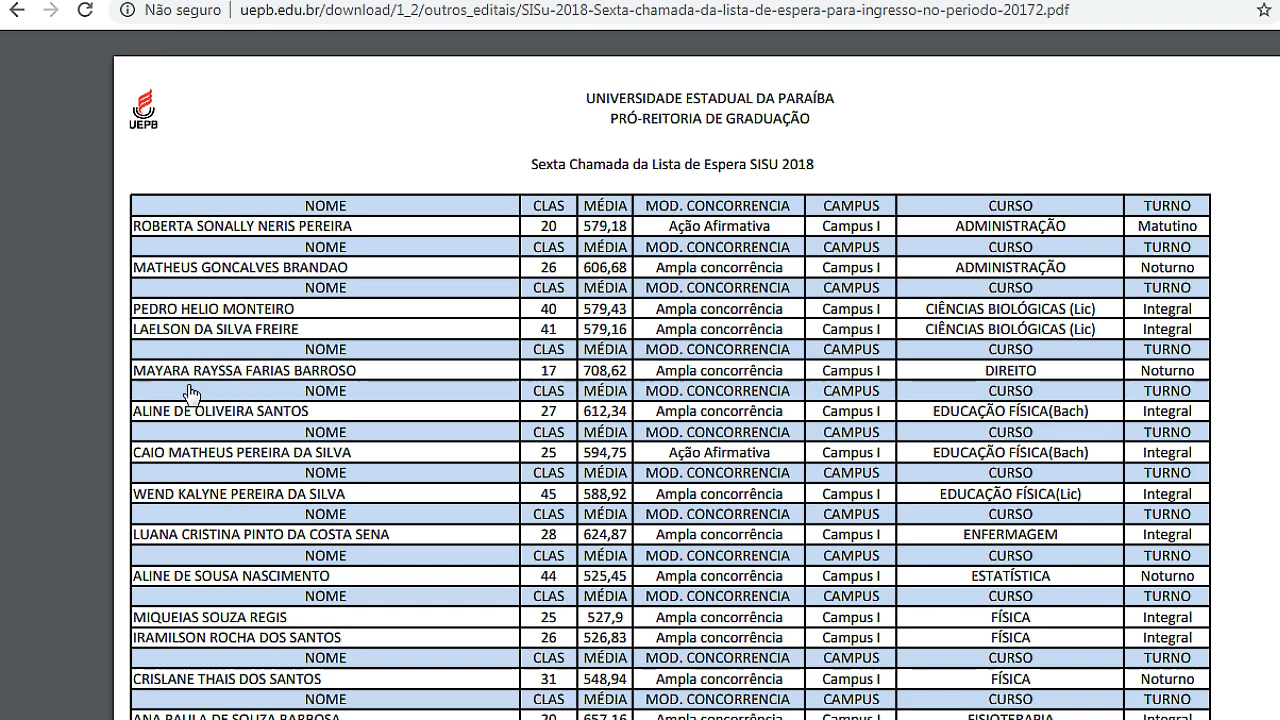 Não seguro uepb.edu.br/download/1_2/outros_editais/SISu-2018-Sexta-chamada-da-lista-de-espera-para-ingresso-no-periodo-20172.pdf
UEPB
UNIVERSIDADE ESTADUAL DA PARAÍBA
PRÓ-REITORIA DE GRADUAÇÃO
Sexta Chamada da Lista de Espera SISU 2018
NOME CLAS MÉDIA MOD. CONCORRENCIA CAMPUS CURSO TURNO
ROBERTA SONALLY NERIS PEREIRA 20 579,18 Ação Afirmativa Campus I ADMINISTRAÇÃO Matutino
NOME CLAS MÉDIA MOD. CONCORRENCIA CAMPUS CURSO TURNO
MATHEUS GONCALVES BRANDAO 26 606,68 Ampla concorrência Campus I ADMINISTRAÇÃO Noturno
NOME CLAS MÉDIA MOD. CONCORRENCIA CAMPUS CURSO TURNO
PEDRO HELIO MONTEIRO 40 579,43 Ampla concorrência Campus I CIÊNCIAS BIOLÓGICAS (Lic) Integral
LAELSON DA SILVA FREIRE 41 579,16 Ampla concorrência Campus I CIÊNCIAS BIOLÓGICAS (Lic) Integral
NOME CLAS MÉDIA MOD. CONCORRENCIA CAMPUS CURSO TURNO
MAYARA RAYSSA FARIAS BARROSO 17 708,62 Ampla concorrência Campus I DIREITO Noturno
NOME CLAS MÉDIA MOD. CONCORRENCIA CAMPUS CURSO TURNO
ALINE DE OLIVEIRA SANTOS 27 612,34 Ampla concorrência Campus I EDUCAÇÃO FÍSICA(Bach) Integral
NOME CLAS MÉDIA MOD. CONCORRENCIA CAMPUS CURSO TURNO
CAIO MATHEUS PEREIRA DA SILVA 25 594,75 Ação Afirmativa Campus I EDUCAÇÃO FÍSICA(Bach) Integral
NOME CLAS MÉDIA MOD. CONCORRENCIA CAMPUS CURSO TURNO
WEND KALYNE PEREIRA DA SILVA 45 588,92 Ampla concorrência Campus I EDUCAÇÃO FÍSICA(Lic) Integral
NOME CLAS MÉDIA MOD. CONCORRENCIA CAMPUS CURSO TURNO
LUANA CRISTINA PINTO DA COSTA SENA 28 624,87 Ampla concorrência Campus I ENFERMAGEM Integral
NOME CLAS MÉDIA MOD. CONCORRENCIA CAMPUS CURSO TURNO
ALINE DE SOUSA NASCIMENTO 44 525,45 Ampla concorrência Campus I ESTATÍSTICA Noturno
NOME CLAS MÉDIA MOD. CONCORRENCIA CAMPUS CURSO TURNO
MIQUEIAS SOUZA REGIS 25 527,9 Ampla concorrência Campus I FÍSICA Integral
IRAMILSON ROCHA DOS SANTOS 26 526,83 Ampla concorrência Campus I FÍSICA Integral
NOME CLAS MÉDIA MOD. CONCORRENCIA CAMPUS CURSO TURNO
CRISLANE THAIS DOS SANTOS 31 548,94 Ampla concorrência Campus I FÍSICA Noturno
NOME CLAS MÉDIA MOD. CONCORRENCIA CAMPUS CURSO TURNO
ANA PAULA DE SOUZA BARBOSA 20 657,16 Ampla concorrência Campus I FISIOTERAPIA Integral